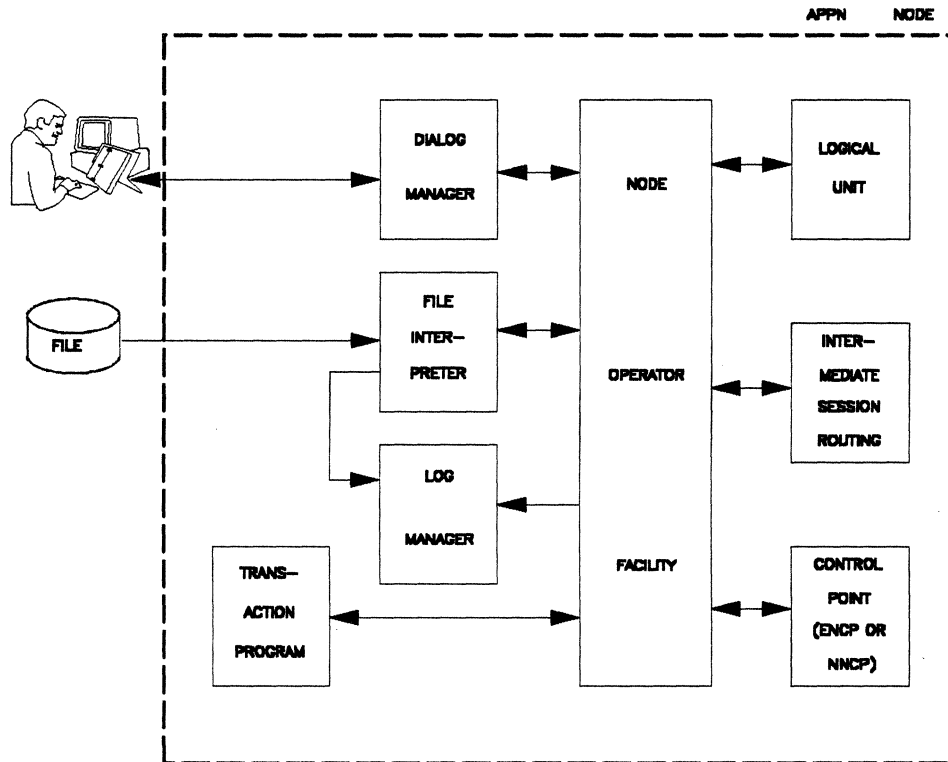 APPN NODE
DIALOG
MANAGER
NODE
LOGICAL
UNIT
FILE
FILE
INTER-
PRETER
OPERATOR
INTER-
MEDIATE
SESSION
ROUTING
LOG
MANAGER
TRANS-
ACTION
PROGRAM
FACILITY
CONTROL
POINT
(ENCP OR
NNCP)